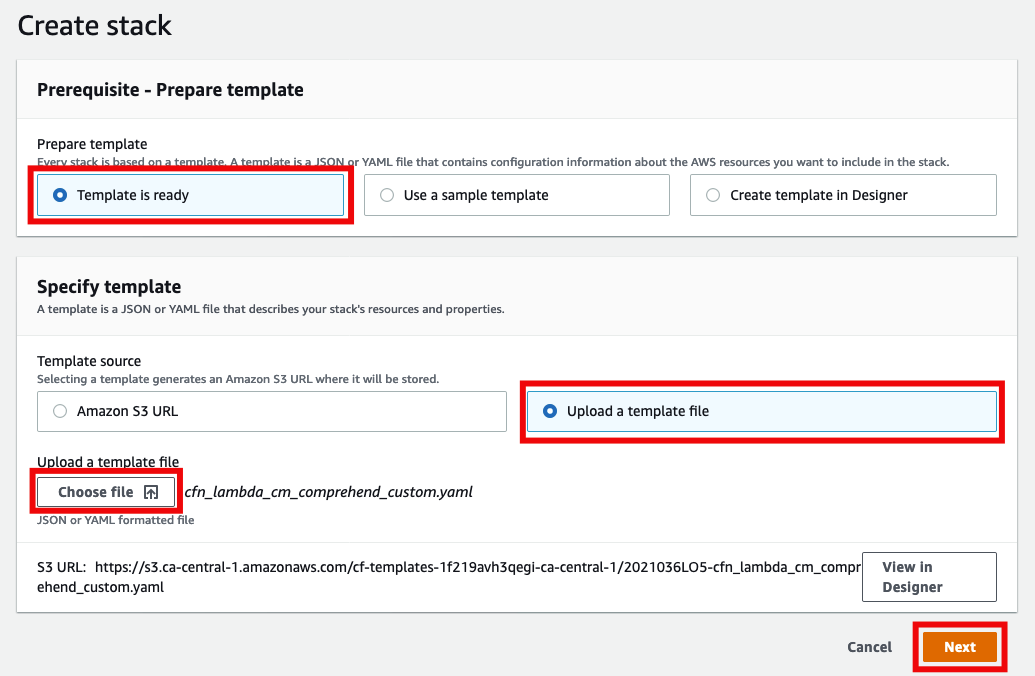 Create stack
Prerequisite - Prepare template
Prepare template
Every stack is based on a template. A template is a JSON or YAML file that contains configuration information about the AWS resources you want to include in the stack.
Template is ready
Use a sample template
Create template in Designer
Specify template
A template is a JSON or YAML file that describes your stack's resources and properties.
Template source
Selecting a template generates an Amazon S3 URL where it will be stored.
Amazon S3 URL
Upload a template file
Upload a template file
Choose file
cfn_lambda_cm_comprehend_custom.yaml
JSON or YAML formatted file
S3 URL: https://s3.ca-central-1.amazonaws.com/cf-templates-1f219avh3qegi-ca-central-1/2021036LO5-cfn_lambda_cm_compr
ehend_custom.yaml
View in
Designer
Cancel
Next